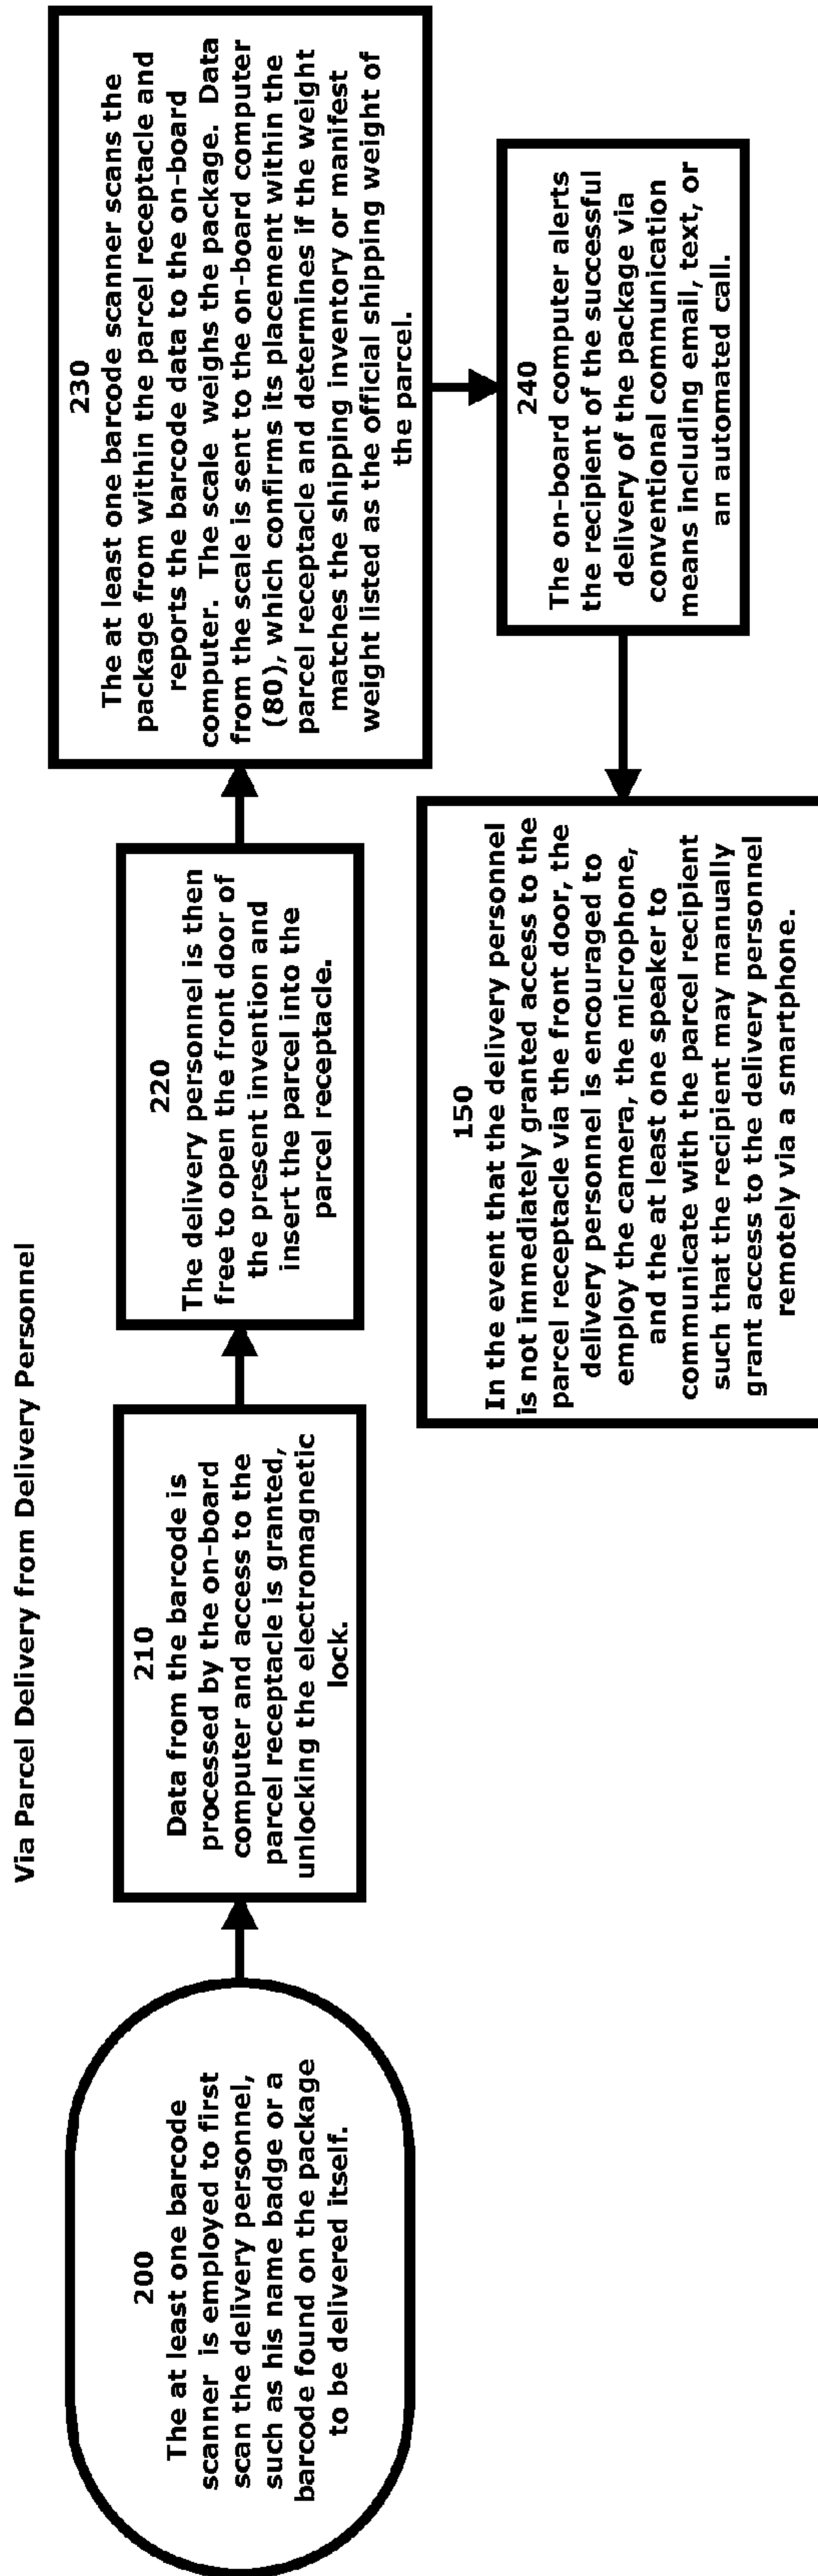 Via Parcel Delivery from Delivery Personnel
200
The at least one barcode
scanner is employed to first
scan the delivery personnel,
such as his name badge or a
barcode found on the package
to be delivered itself.
210
Data from the barcode is
processed by the on-board
computer and access to the
parcel receptacle is granted,
unlocking the electromagnetic
lock.
220
The delivery personnel is then
free to open the front door of
the present invention and
insert the parcel into the
parcel receptacle.
230
The at least one barcode scanner scans the
package from within the parcel receptacle and
reports the barcode data to the on-board
computer. The scale weighs the package. Data
from the scale is sent to the on-board computer
(80), which confirms its placement within the
parcel receptacle and determines if the weight
matches the shipping inventory or manifest
weight listed as the official shipping weight of
the parcel.
240
The on-board computer alerts
the recipient of the successful
delivery of the package via
conventional communication
means including email, text, or
an automated call.
150
In the event that the delivery personnel
is not immediately granted access to the
parcel receptacle via the front door, the
delivery personnel is encouraged to
employ the camera, the microphone,
and the at least one speaker to
communicate with the parcel recipient
such that the recipient may manually
grant access to the delivery personnel
remotely via a smartphone.